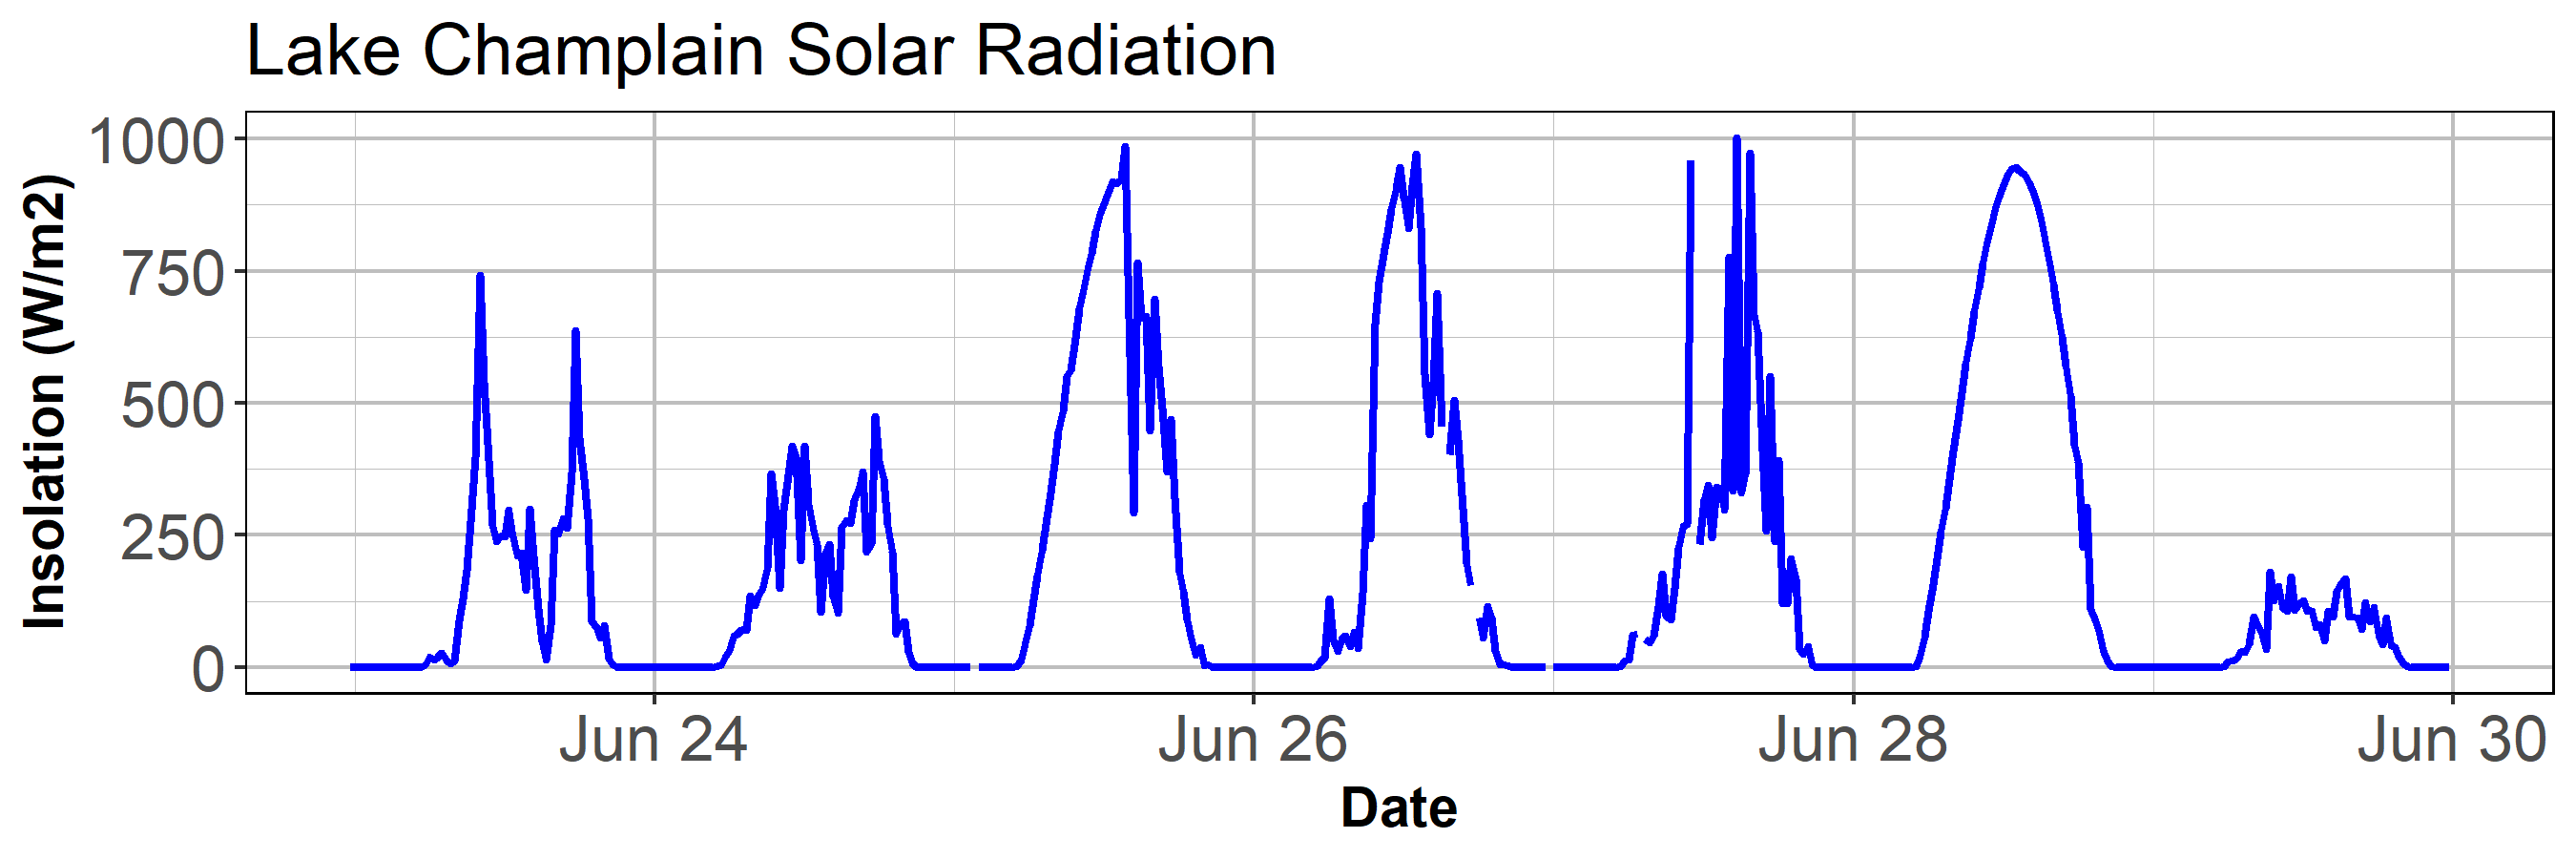 Lake Champlain Solar Radiation
Insolation (W/m2)
1000
750
500
250
0
Jun 24
Jun 26
Jun 28
Jun 30
Date